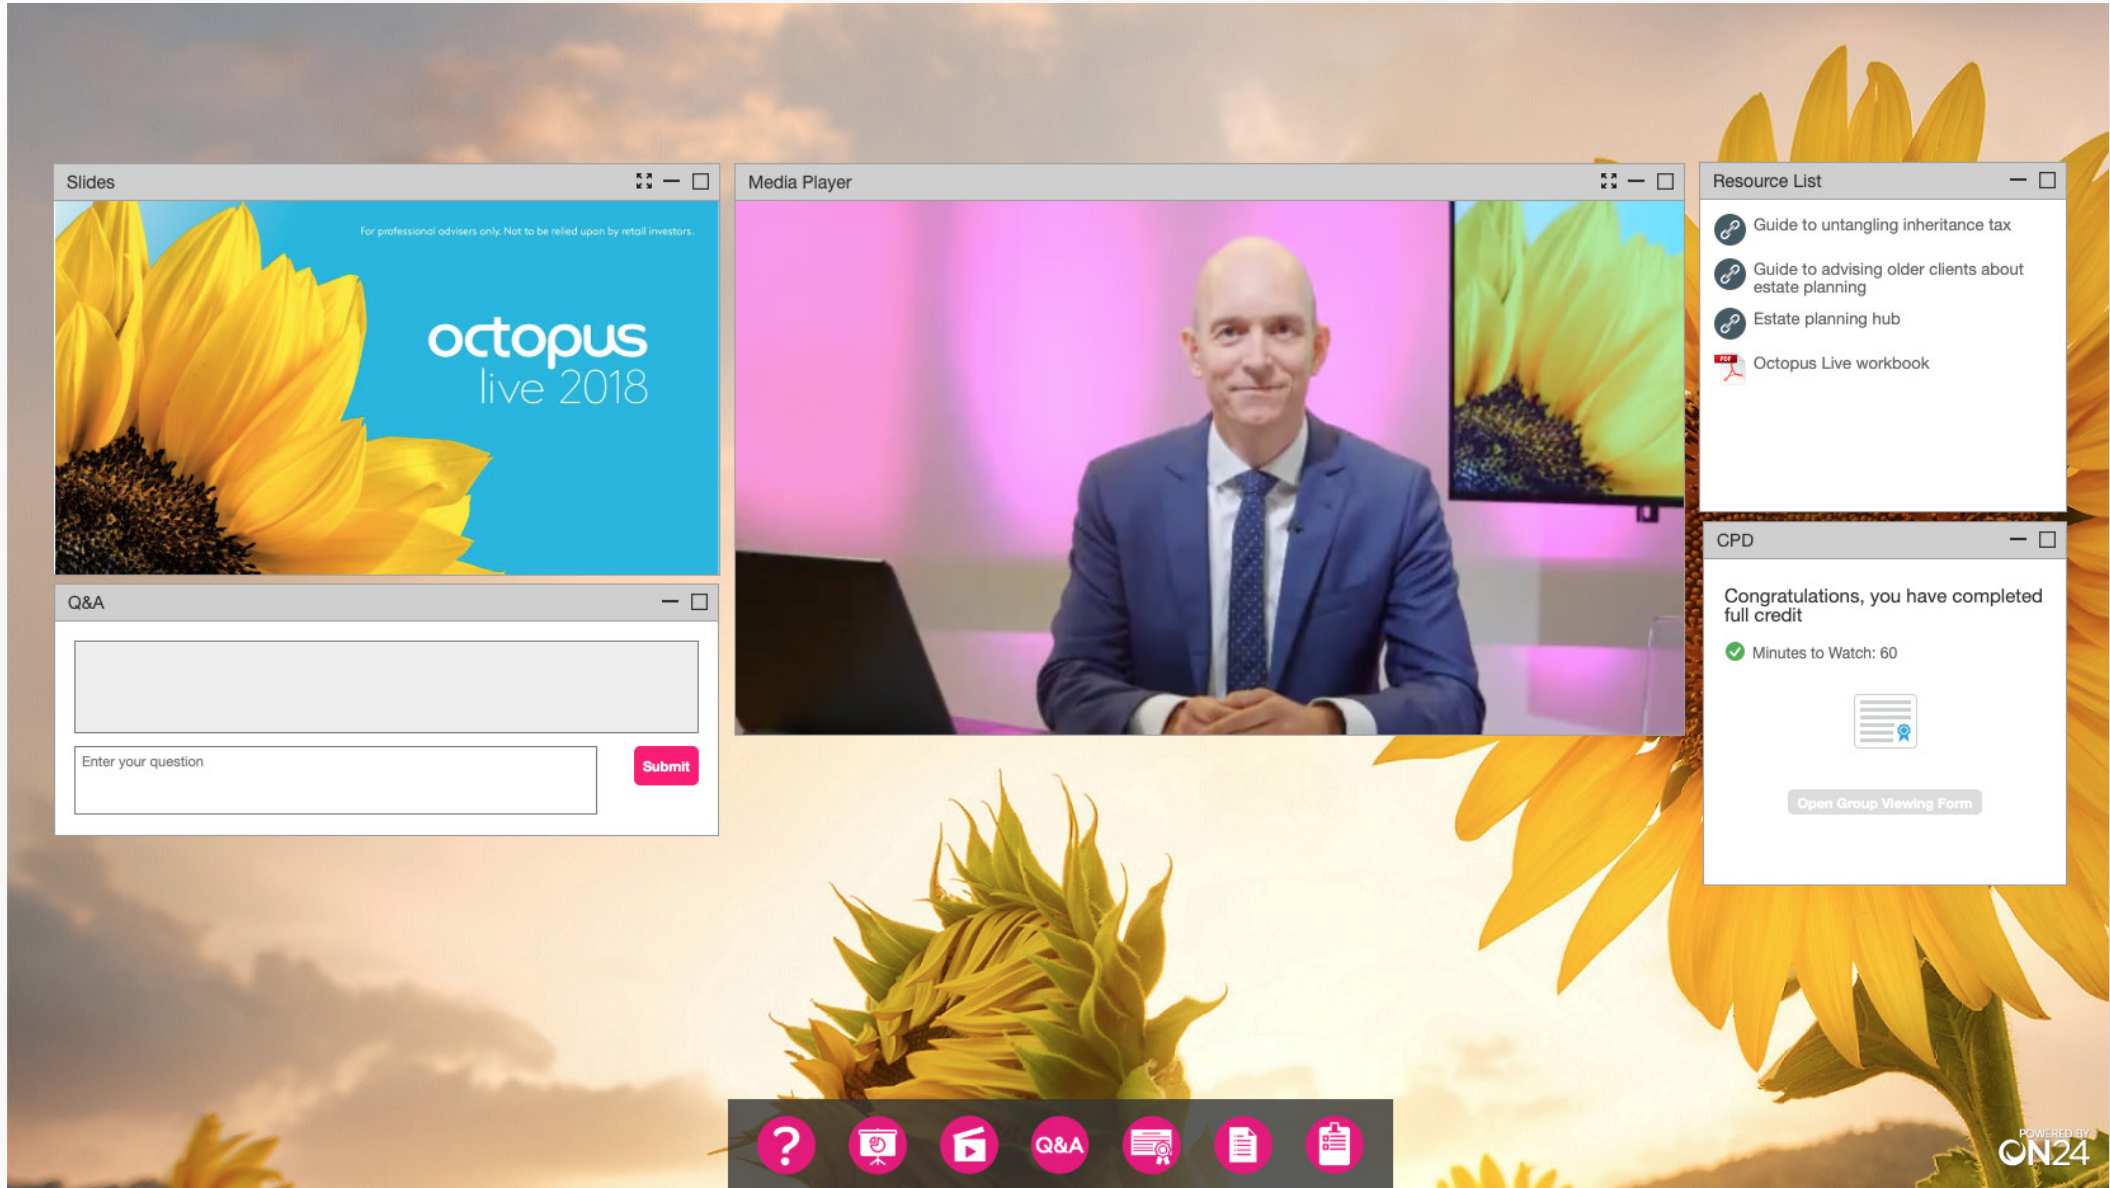 Slides
For professional advisers only. Not to be relied upon by retail investors.
octopus
live 2018
Q&A
Enter your question
Submit
Media Player
Resource List
Guide to untangling inheritance tax
Guide to advising older clients about
estate planning
Estate planning hub
PDF
Octopus Live workbook
CPD
Congratulations, you have completed
full credit
Minutes to Watch: 60
Open Group Viewing Form
?
Q&A
POWERED BY
ON24